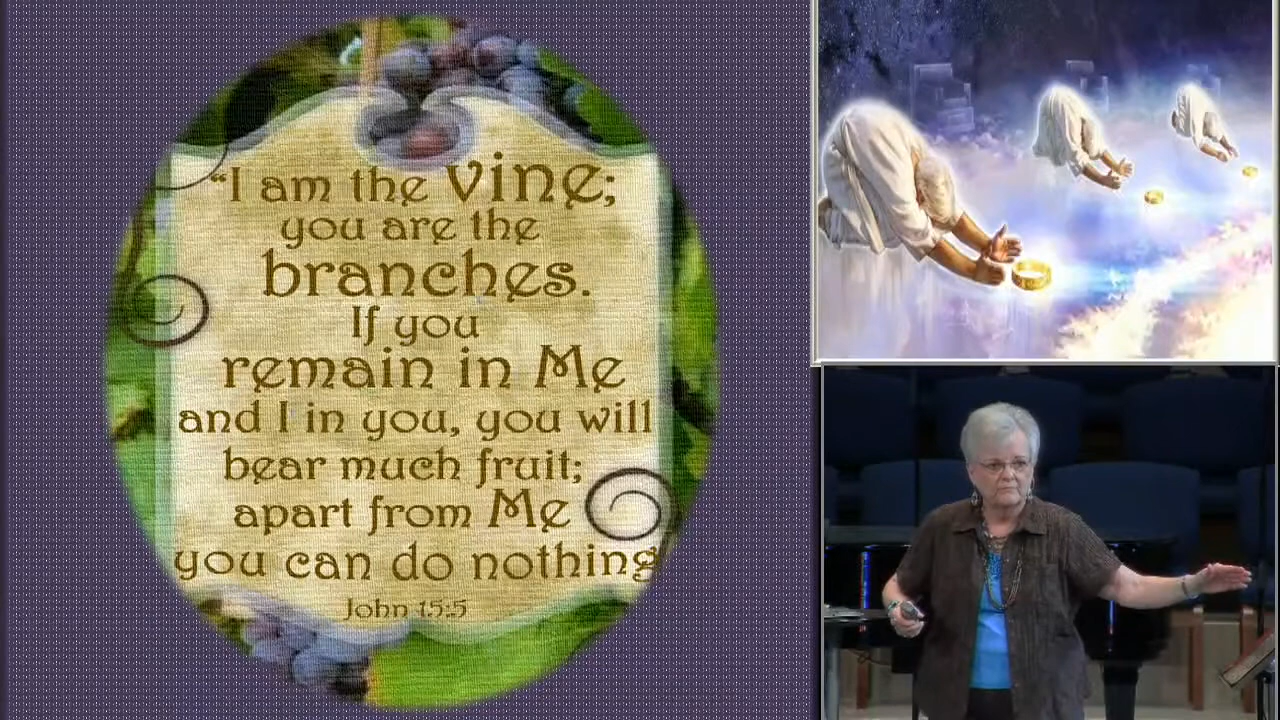 “I am the vine;
you are the
branches.
If you
remain in Me
and I in you, you will
bear much fruit;
apart from Me
you can do nothing
John 15:5